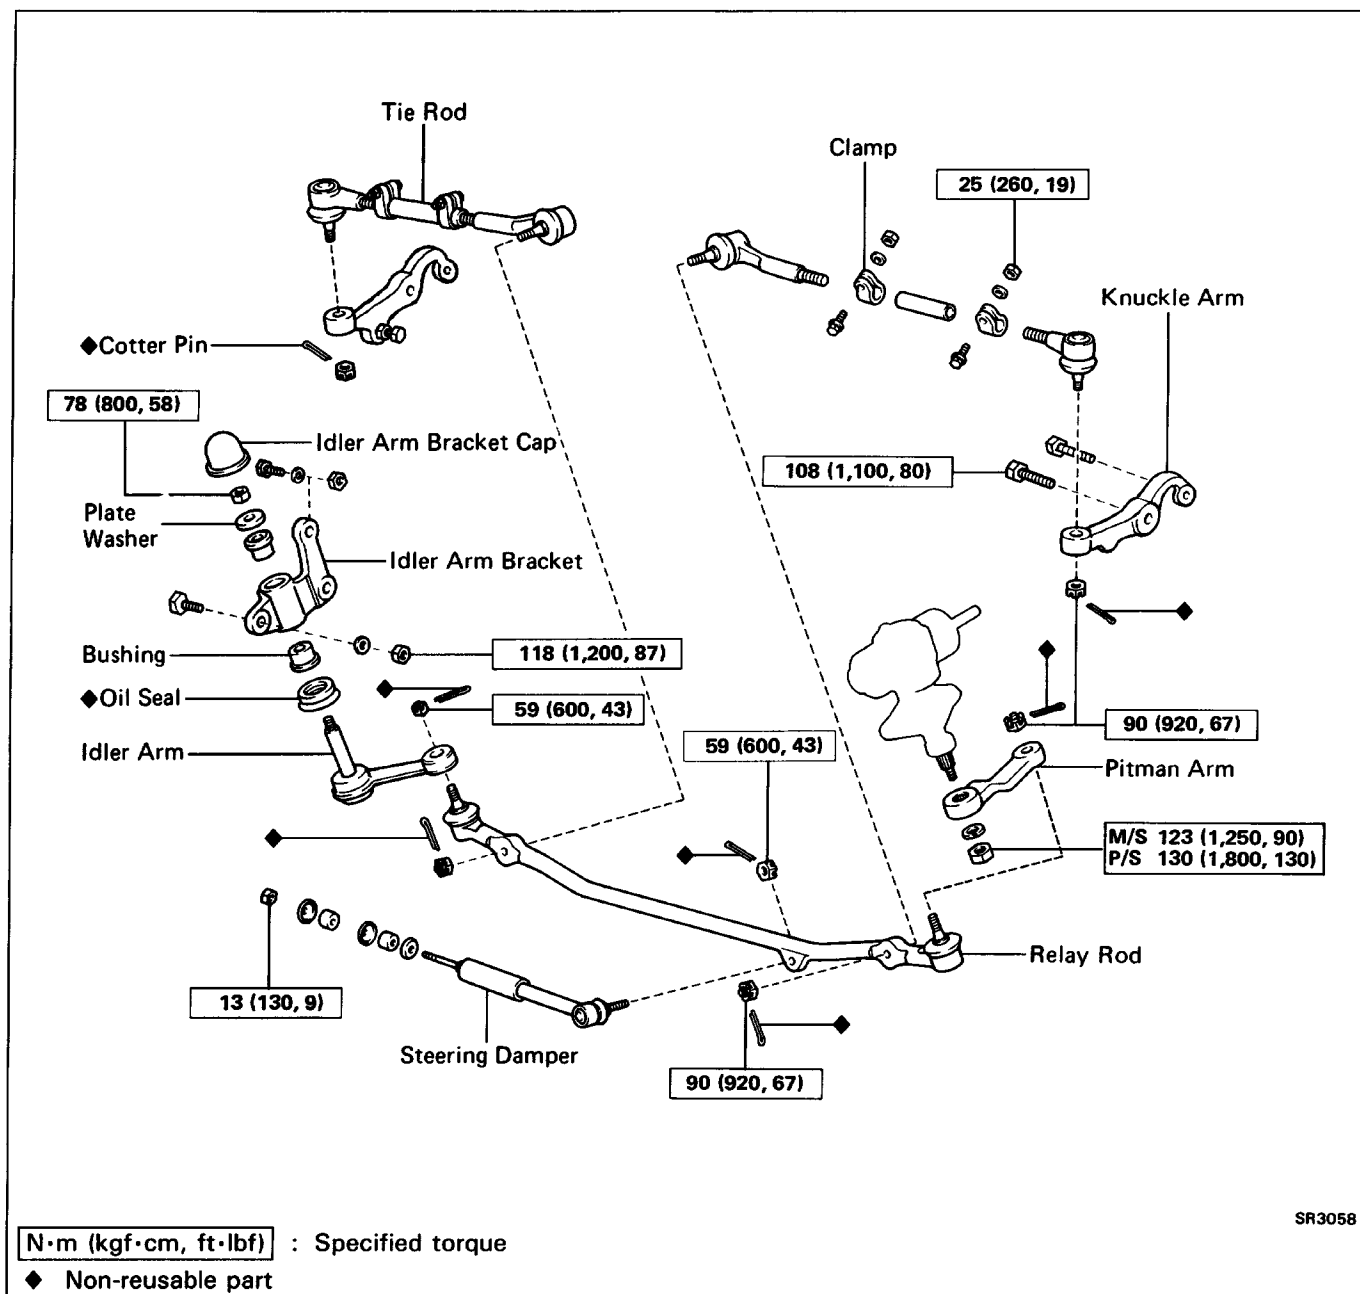 Tie Rod
Clamp
25 (260, 19)
Knuckle Arm
◆Cotter Pin
78 (800, 58)
Idler Arm Bracket Cap
108 (1,100, 80)
Plate
Washer
Idler Arm Bracket
Bushing
118 (1,200, 87)
◆Oil Seal
59 (600, 43)
90 (920, 67)
59 (600, 43)
Idler Arm
Pitman Arm
M/S 123 (1,250, 90)
P/S 130 (1,800, 130)
Relay Rod
13 (130, 9)
Steering Damper
90 (920, 67)
SR3058
N·m (kgf·cm, ft·lbf) : Specified torque
◆ Non-reusable part